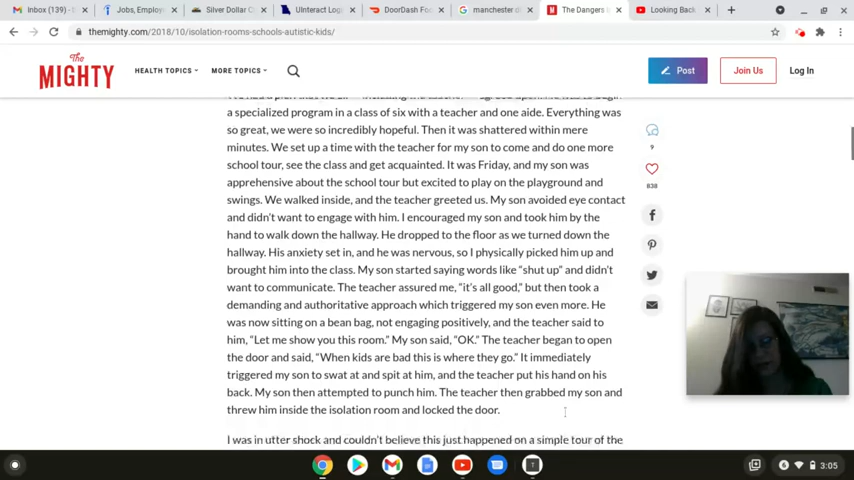 Inbox (139)
Jobs, Employ
Silver Dollar C
UInteract Logi
DoorDash Foo
manchester d
The Dangers
Looking Back
themighty.com/2018/10/isolation-rooms-schools-autistic-kids/
The MIGHTY
HEALTH TOPICS
MORE TOPICS
Post
Join Us
Log In
a specialized program in a class of six with a teacher and one aide. Everything was
so great, we were so incredibly hopeful. Then it was shattered within mere
minutes. We set up a time with the teacher for my son to come and do one more
school tour, see the class and get acquainted. It was Friday, and my son was
apprehensive about the school tour but excited to play on the playground and
swings. We walked inside, and the teacher greeted us. My son avoided eye contact
and didn't want to engage with him. I encouraged my son and took him by the
hand to walk down the hallway. He dropped to the floor as we turned down the
hallway. His anxiety set in, and he was nervous, so I physically picked him up and
brought him into the class. My son started saying words like “shut up” and didn't
want to communicate. The teacher assured me, “it's all good,” but then took a
demanding and authoritative approach which triggered my son even more. He
was now sitting on a bean bag, not engaging positively, and the teacher said to
him, “Let me show you this room.” My son said, “OK.” The teacher began to open
the door and said, “When kids are bad this is where they go.” It immediately
triggered my son to swat at and spit at him, and the teacher put his hand on his
back. My son then attempted to punch him. The teacher then grabbed my son and
threw him inside the isolation room and locked the door.
I was in utter shock and couldn't believe this just happened on a simple tour of the
9
838
3:05